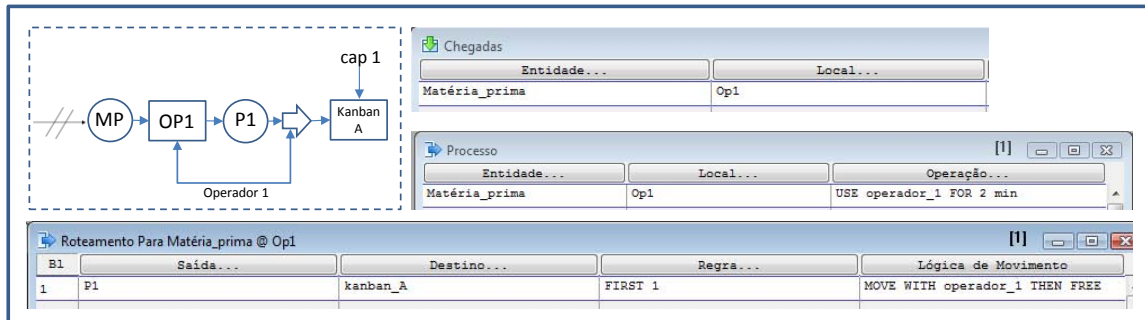 cap 1
MP
OP1
P1
Kanban
A
Operador 1
Chegadas
Entidade... Local...
Matéria_prima Op1
Processo [1]
Entidade... Local... Operação...
Matéria_prima Op1 USE operador_1 FOR 2 min
Roteamento Para Matéria_prima @ Op1 [1]
B1 Saída... Destino... Regra... Lógica de Movimento
1 P1 kanban_A FIRST 1 MOVE WITH operador_1 THEN FREE